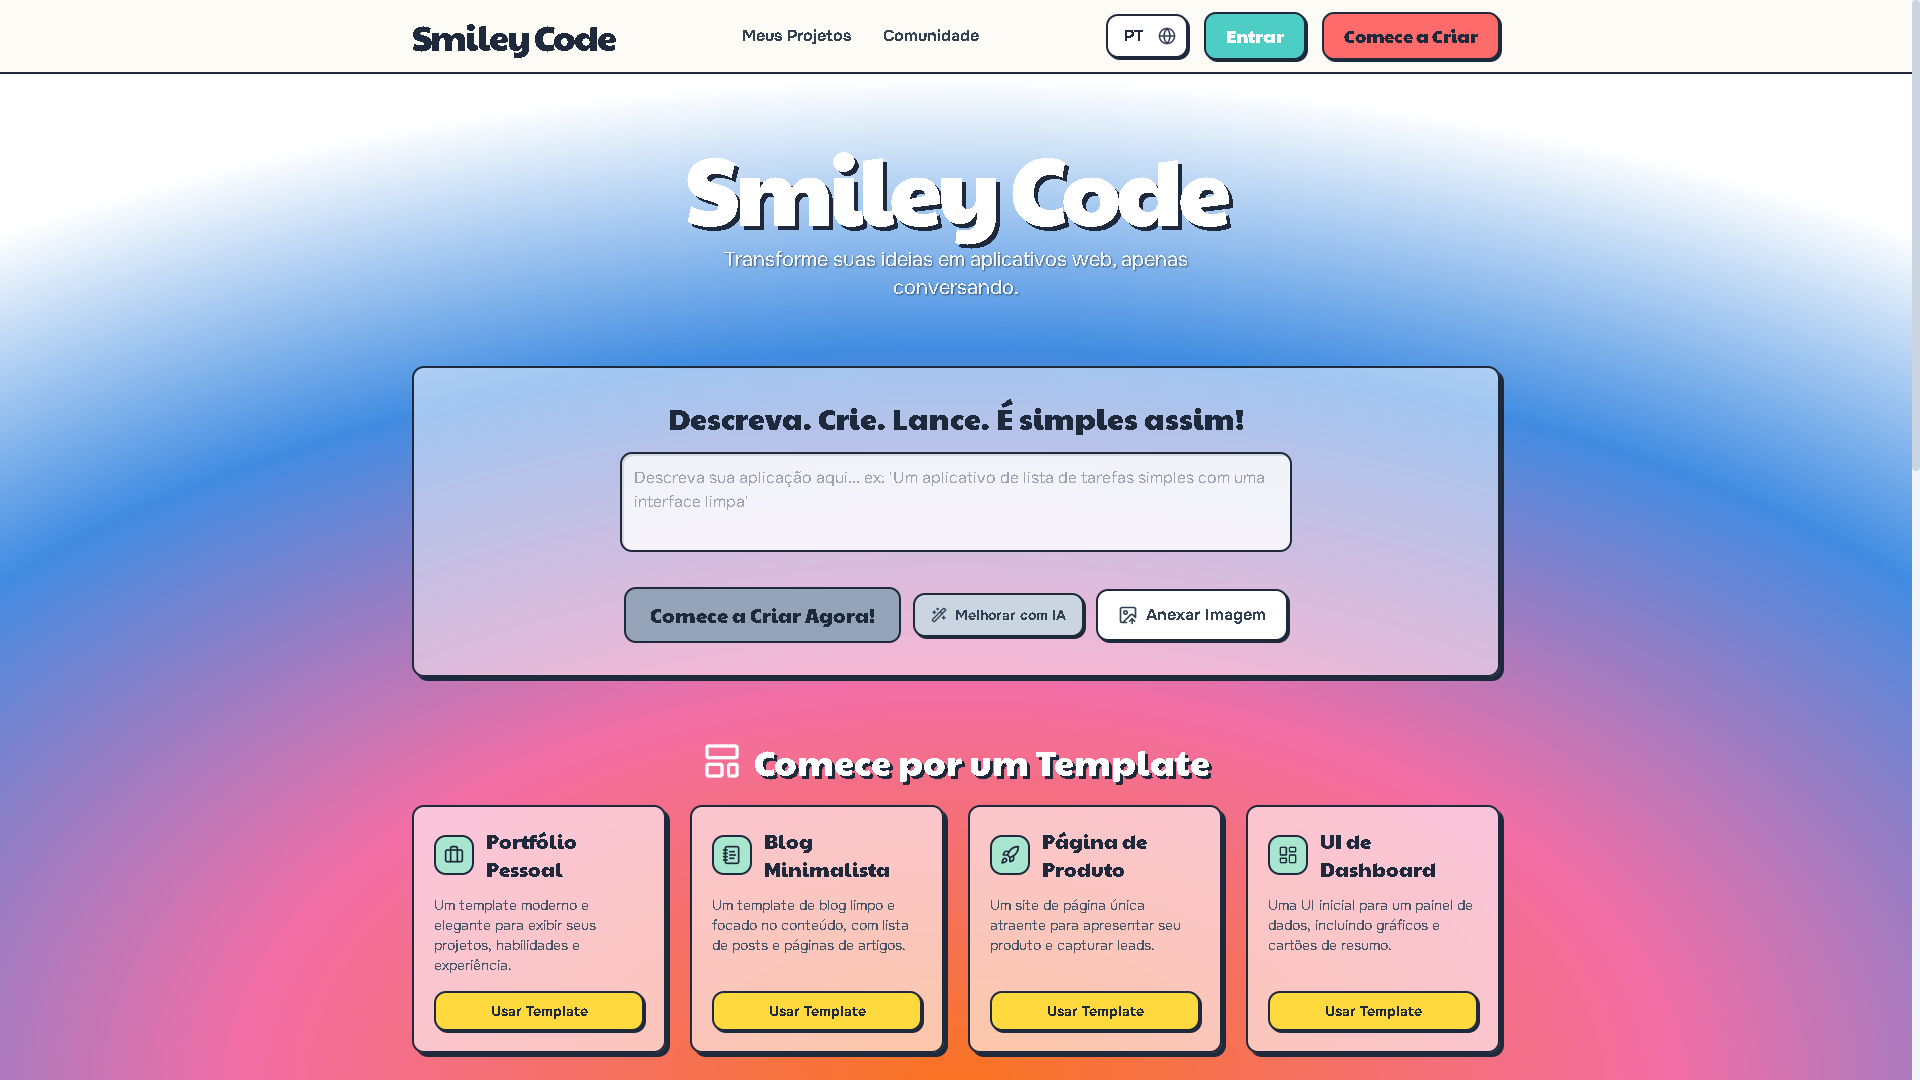 Smiley Code
Meus Projetos
Comunidade
PT
Entrar
Comece a Criar
Smiley Code
Transforme suas ideias em aplicativos web, apenas
conversando.
Descreva. Crie. Lance. É simples assim!
Descreva sua aplicação aqui... ex: 'Um aplicativo de lista de tarefas simples com uma
interface limpa'
Comece a Criar Agora!
Melhorar com IA
Anexar Imagem
Comece por um Template
Portfólio
Pessoal
Um template moderno e
elegante para exibir seus
projetos, habilidades e
experiência.
Usar Template
Blog
Minimalista
Um template de blog limpo e
focado no conteúdo, com lista
de posts e páginas de artigos.
Usar Template
Página de
Produto
Um site de página única
atraente para apresentar seu
produto e capturar leads.
Usar Template
UI de
Dashboard
Uma UI inicial para um painel de
dados, incluindo gráficos e
cartões de resumo.
Usar Template